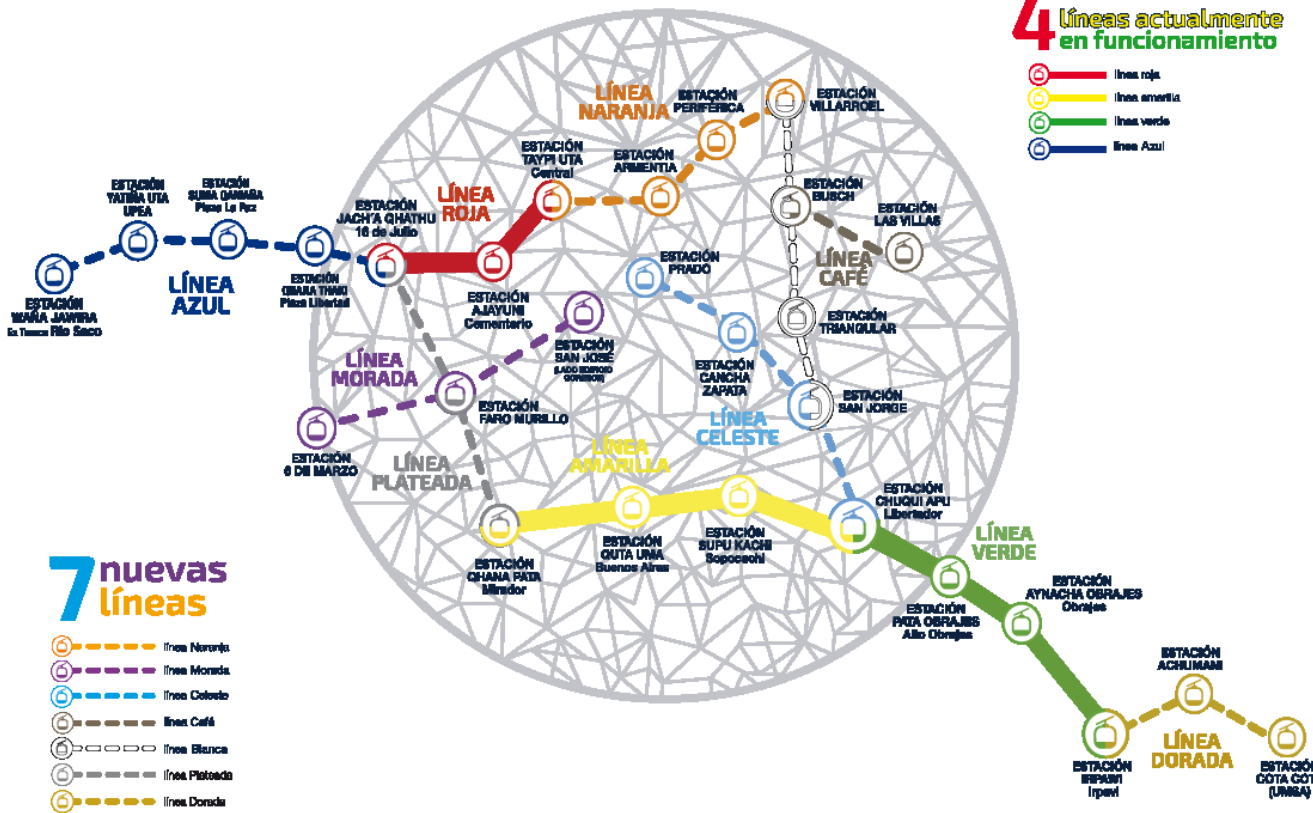 4 líneas actualmente
en funcionamiento
línea roja
línea amarilla
línea verde
línea Azul
LÍNEA
NARANJA
ESTACIÓN
PERIFÉRICA
ESTACIÓN
VILLARROEL
ESTACIÓN
TAYPI UTA
Central
ESTACIÓN
ARMENTIA
ESTACIÓN
BUSCH
ESTACIÓN
LAS VILLAS
LÍNEA
CAFÉ
ESTACIÓN
UPEA
ESTACIÓN
SUMA QAMAÑA
Plaza La Paz
ESTACIÓN
JACH'A QHATHU
16 de Julio
LÍNEA
ROJA
LÍNEA
AZUL
ESTACIÓN
Plaza Libertad
ESTACIÓN
WAÑA JAWIRA
Río Seco
ESTACIÓN
AJAYUNI
Cementerio
ESTACIÓN
PRADO
ESTACIÓN
TRIANGULAR
ESTACIÓN
SAN JOSÉ
LÍNEA
MORADA
ESTACIÓN
CANCHA
ZAPATA
ESTACIÓN
FARO MURILLO
ESTACIÓN
SAN JORGE
LÍNEA
CELESTE
ESTACIÓN
6 DE MARZO
LÍNEA
PLATEADA
LÍNEA
AMARILLA
ESTACIÓN
CHUQUI APU
Libertador
ESTACIÓN
QHANA PATA
Mirador
ESTACIÓN
QUTA UMA
Buenos Aires
ESTACIÓN
SUPU KACHI
Sopocachi
LÍNEA
VERDE
ESTACIÓN
PATA OBRAJES
Alto Obrajes
ESTACIÓN
AYNACHA OBRAJES
Obrajes
ESTACIÓN
ACHUMANI
ESTACIÓN
IRPAWI
Irpavi
LÍNEA
DORADA
ESTACIÓN
COTA COT
(UMSA)
7 nuevas
líneas
línea Naranja
línea Morada
línea Celeste
línea Café
línea Blanca
línea Plateada
línea Dorada